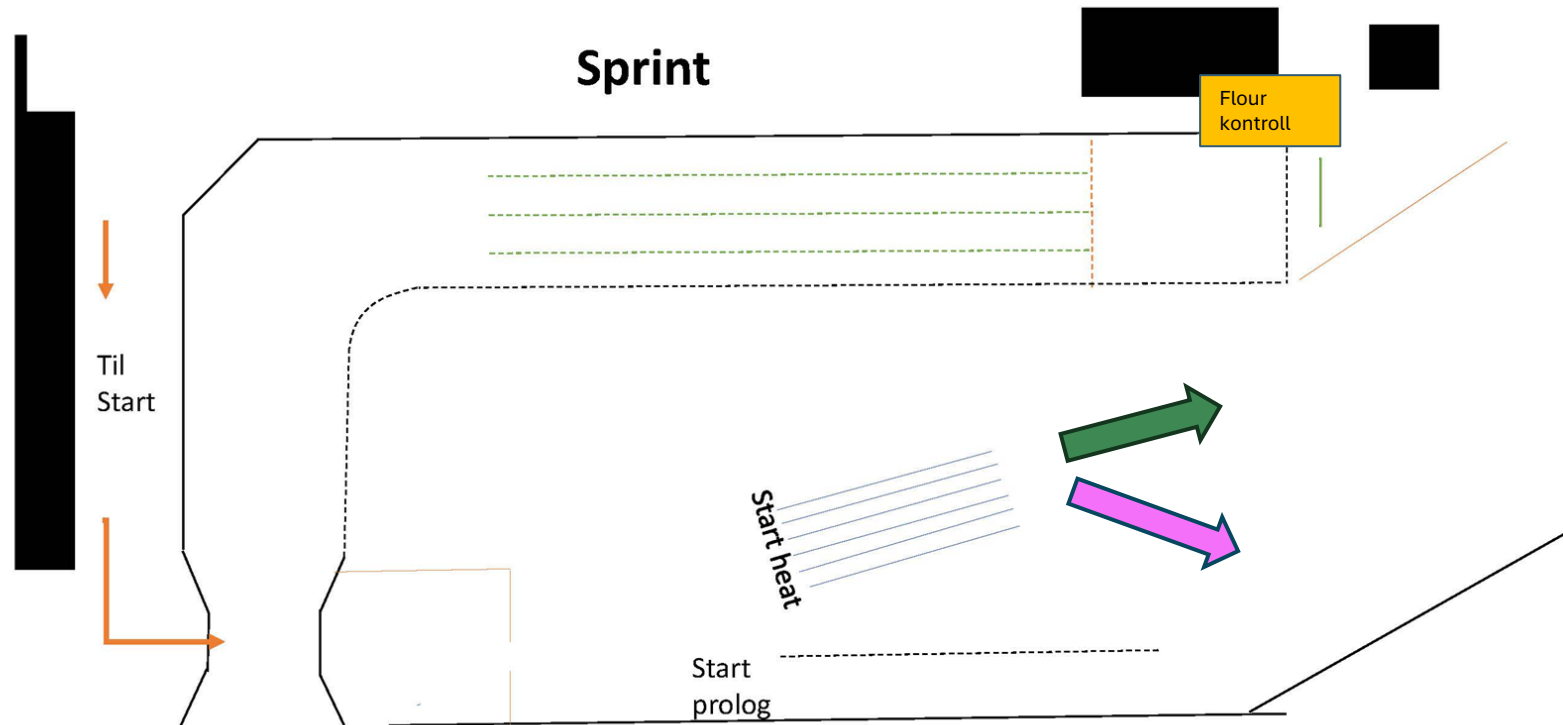 Sprint
Flour
kontroll
Til
Start
Start heat
Start
prolog